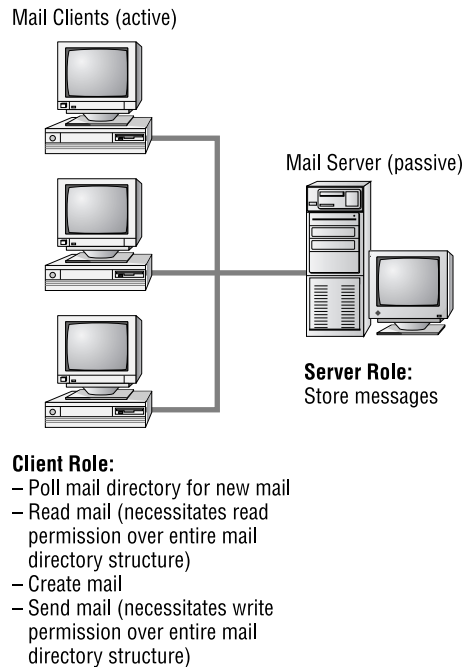 Mail Clients (active)
Mail Server (passive)
Server Role:
Store messages
Client Role:
– Poll mail directory for new mail
– Read mail (necessitates read
permission over entire mail
directory structure)
– Create mail
– Send mail (necessitates write
permission over entire mail
directory structure)